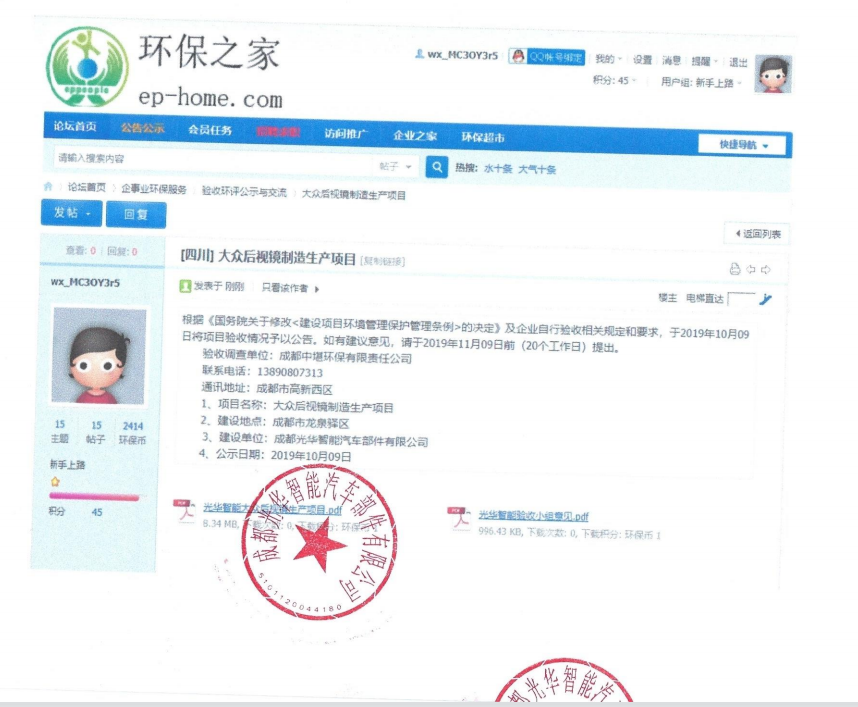 环保之家
ep-home.com
eppeople
wx_MC3OY3r5 QQ帐号绑定 我的 设置 消息 提醒 退出
积分: 45 用户组: 新手上路
论坛首页 公告公示 会员任务 访问推广 企业之家 环保超市 快捷导航
请输入搜索内容 帖子 热搜: 水十条 大气十条
论坛首页 企事业环保服务 验收环评公示与交流 大众后视镜制造生产项目
发帖 回复
返回列表
查看: 0 回复: 0
[四川] 大众后视镜制造生产项目 [复制链接]
wx_MC3OY3r5
发表于 刚刚 只看该作者
楼主 电梯直达
根据《国务院关于修改<建设项目环境管理保护管理条例>的决定》及企业自行验收相关规定和要求，于2019年10月09
日将项目验收情况予以公告。如有建议意见，请于2019年11月09日前（20个工作日）提出。
验收调查单位：成都中堪环保有限责任公司
联系电话：13890807313
通讯地址：成都市高新西区
1、项目名称：大众后视镜制造生产项目
2、建设地点：成都市龙泉驿区
3、建设单位：成都光华智能汽车部件有限公司
4、公示日期：2019年10月09日
15 15 2414
主题 帖子 环保币
新手上路
积分 45
光华智能大众后视镜生产项目.pdf
8.34 MB, 下载次数: 0, 下载积分: 环保币 1
光华智能验收小组意见.pdf
996.43 KB, 下载次数: 0, 下载积分: 环保币 1
成都光华智能汽车部件有限公司
5101120044180
都光华智能汽